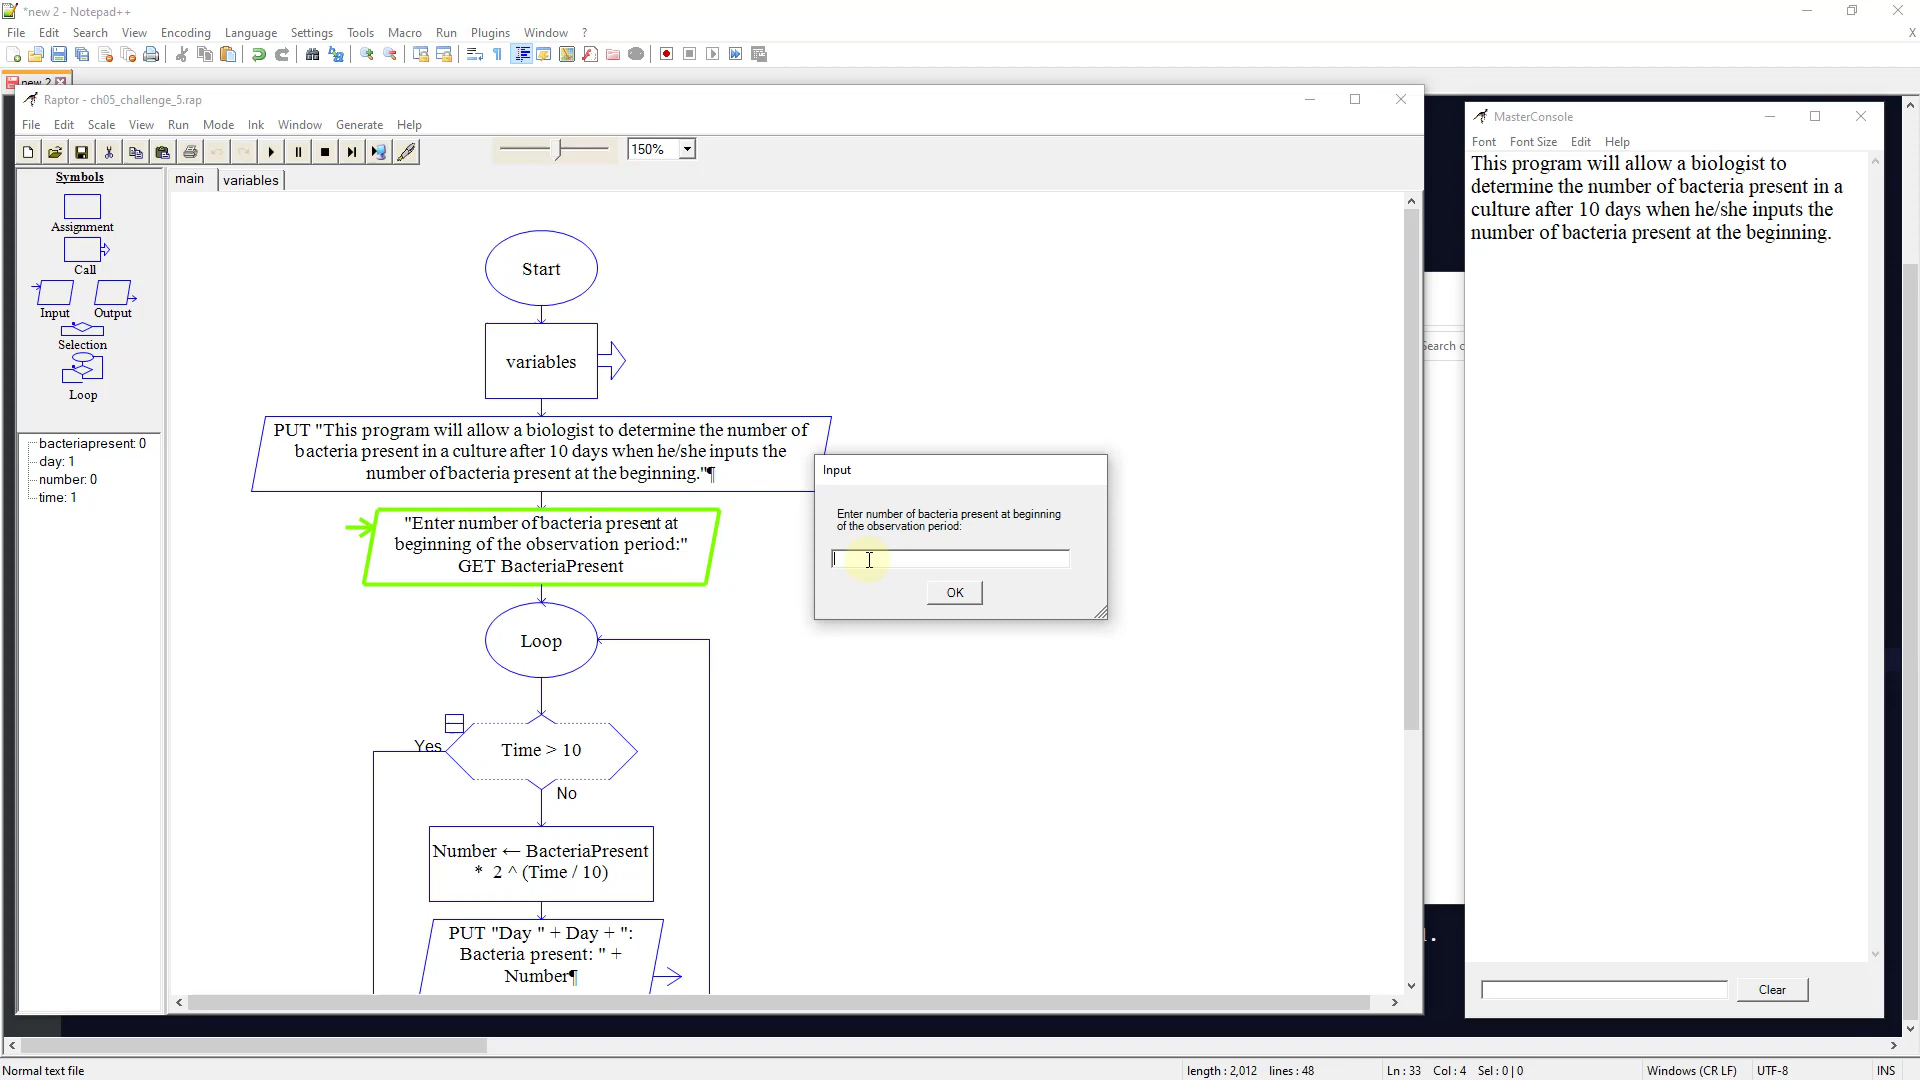 *new 2 - Notepad++
File Edit Search View Encoding Language Settings Tools Macro Run Plugins Window ? X
new 2
Raptor - ch05_challenge_5.rap
File Edit Scale View Run Mode Ink Window Generate Help
150%
Symbols
Assignment
Call
Input Output
Selection
Loop
bacteriapresent: 0
day: 1
number: 0
time: 1
main variables
Start
variables
PUT "This program will allow a biologist to determine the number of
bacteria present in a culture after 10 days when he/she inputs the
number of bacteria present at the beginning."¶
"Enter number of bacteria present at
beginning of the observation period:"
GET BacteriaPresent
Loop
Yes
Time > 10
No
Number ← BacteriaPresent
* 2 ^ (Time / 10)
PUT "Day " + Day + ":
Bacteria present: " +
Number¶
Input
Enter number of bacteria present at beginning
of the observation period:
OK
MasterConsole
Font Font Size Edit Help
This program will allow a biologist to
determine the number of bacteria present in a
culture after 10 days when he/she inputs the
number of bacteria present at the beginning.
Clear
Search
Normal text file length : 2,012 lines : 48 Ln : 33 Col : 4 Sel : 0 | 0 Windows (CR LF) UTF-8 INS